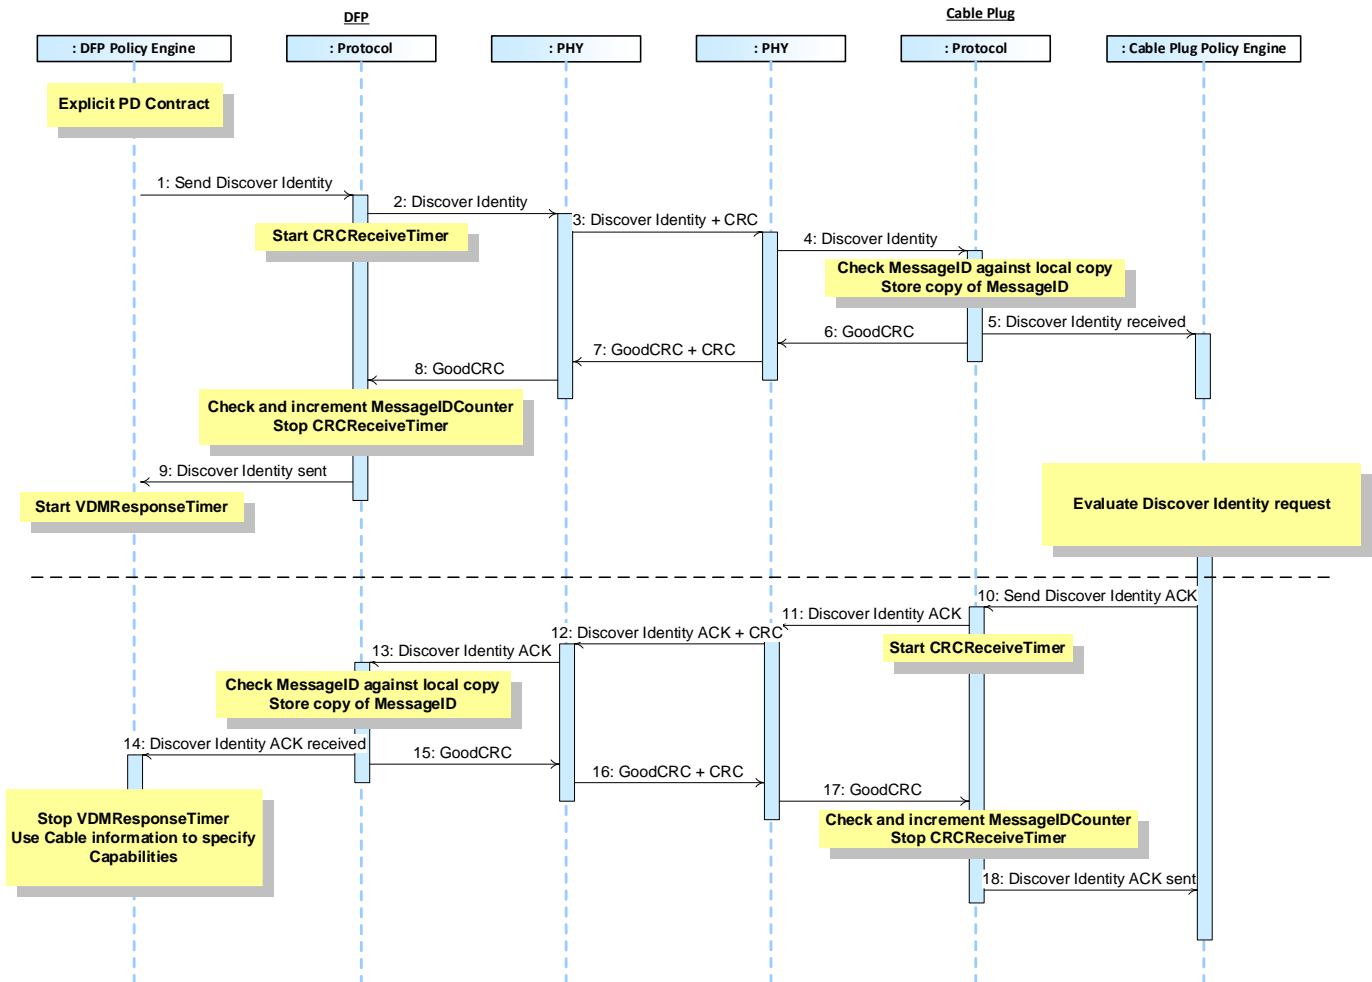 DFP
Cable Plug
: DFP Policy Engine
: Protocol
: PHY
: PHY
: Protocol
: Cable Plug Policy Engine
Explicit PD Contract
1: Send Discover Identity
2: Discover Identity
3: Discover Identity + CRC
Start CRCReceiveTimer
4: Discover Identity
Check MessageID against local copy
Store copy of MessageID
5: Discover Identity received
6: GoodCRC
7: GoodCRC + CRC
8: GoodCRC
Check and increment MessageIDCounter
Stop CRCReceiveTimer
9: Discover Identity sent
Start VDMResponseTimer
Evaluate Discover Identity request
10: Send Discover Identity ACK
11: Discover Identity ACK
12: Discover Identity ACK + CRC
Start CRCReceiveTimer
13: Discover Identity ACK
Check MessageID against local copy
Store copy of MessageID
14: Discover Identity ACK received
15: GoodCRC
16: GoodCRC + CRC
17: GoodCRC
Stop VDMResponseTimer
Use Cable information to specify
Capabilities
Check and increment MessageIDCounter
Stop CRCReceiveTimer
18: Discover Identity ACK sent